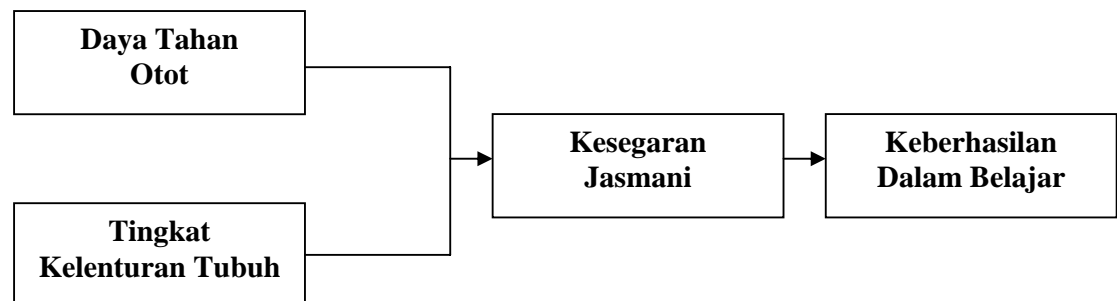 Daya Tahan
Otot
Tingkat
Kelenturan Tubuh
Kesegaran
Jasmani
Keberhasilan
Dalam Belajar